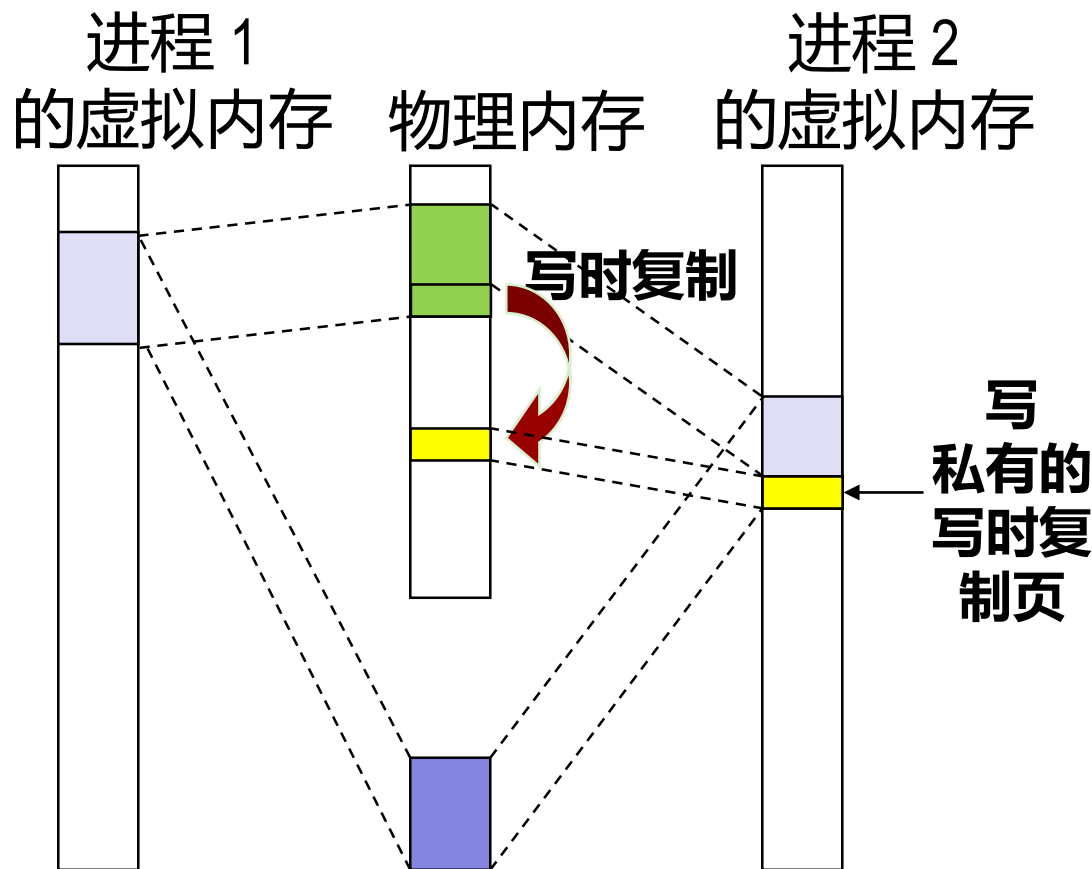 进程 1
的虚拟内存
物理内存
进程 2
的虚拟内存
写时复制
写
私有的
写时复
制页